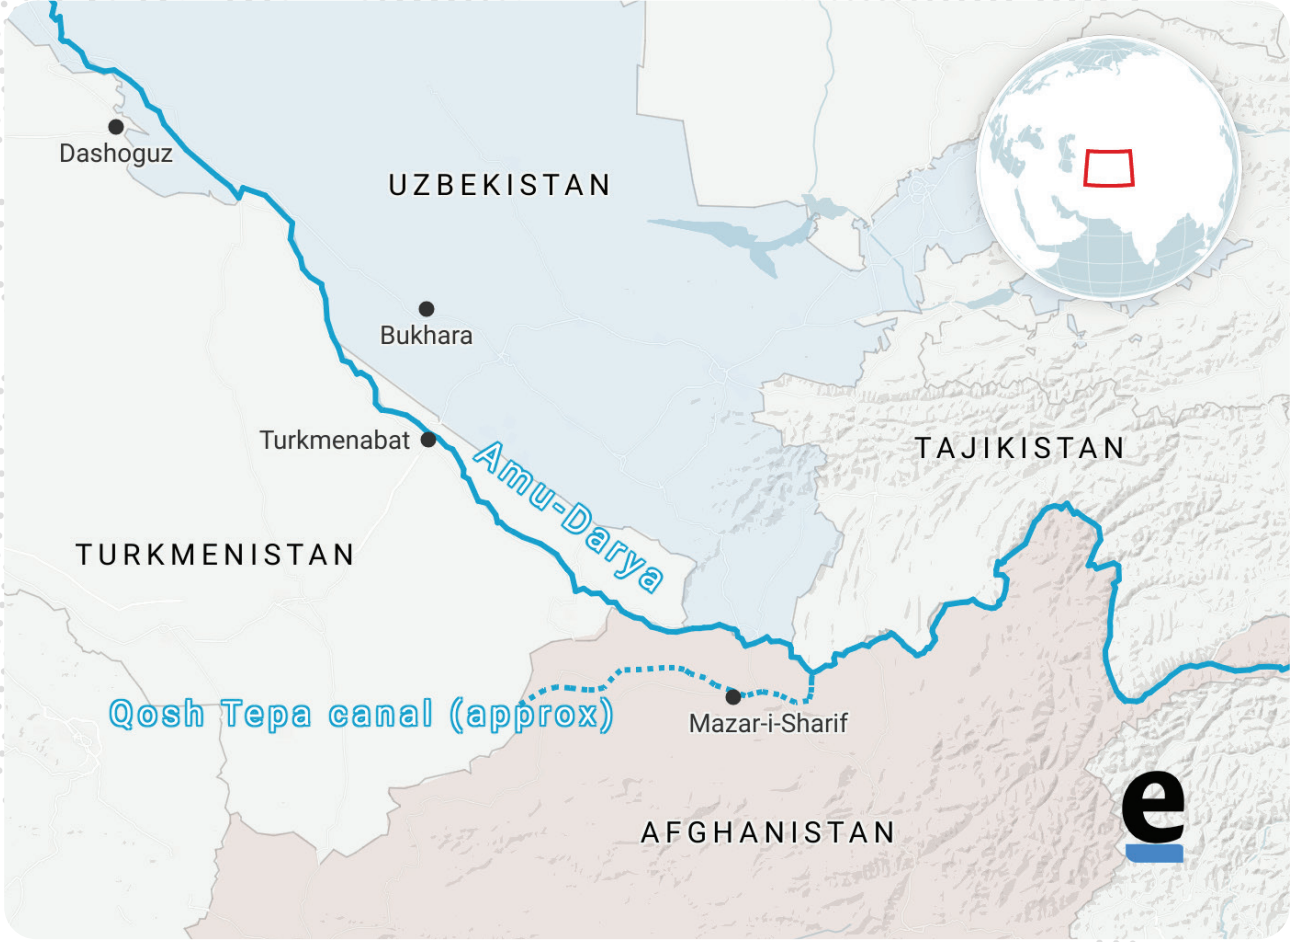 Dashoguz
UZBEKISTAN
Bukhara
Turkmenabat
Amu-Darya
TAJIKISTAN
TURKMENISTAN
Qosh Tepa canal (approx)
Mazar-i-Sharif
AFGHANISTAN
e